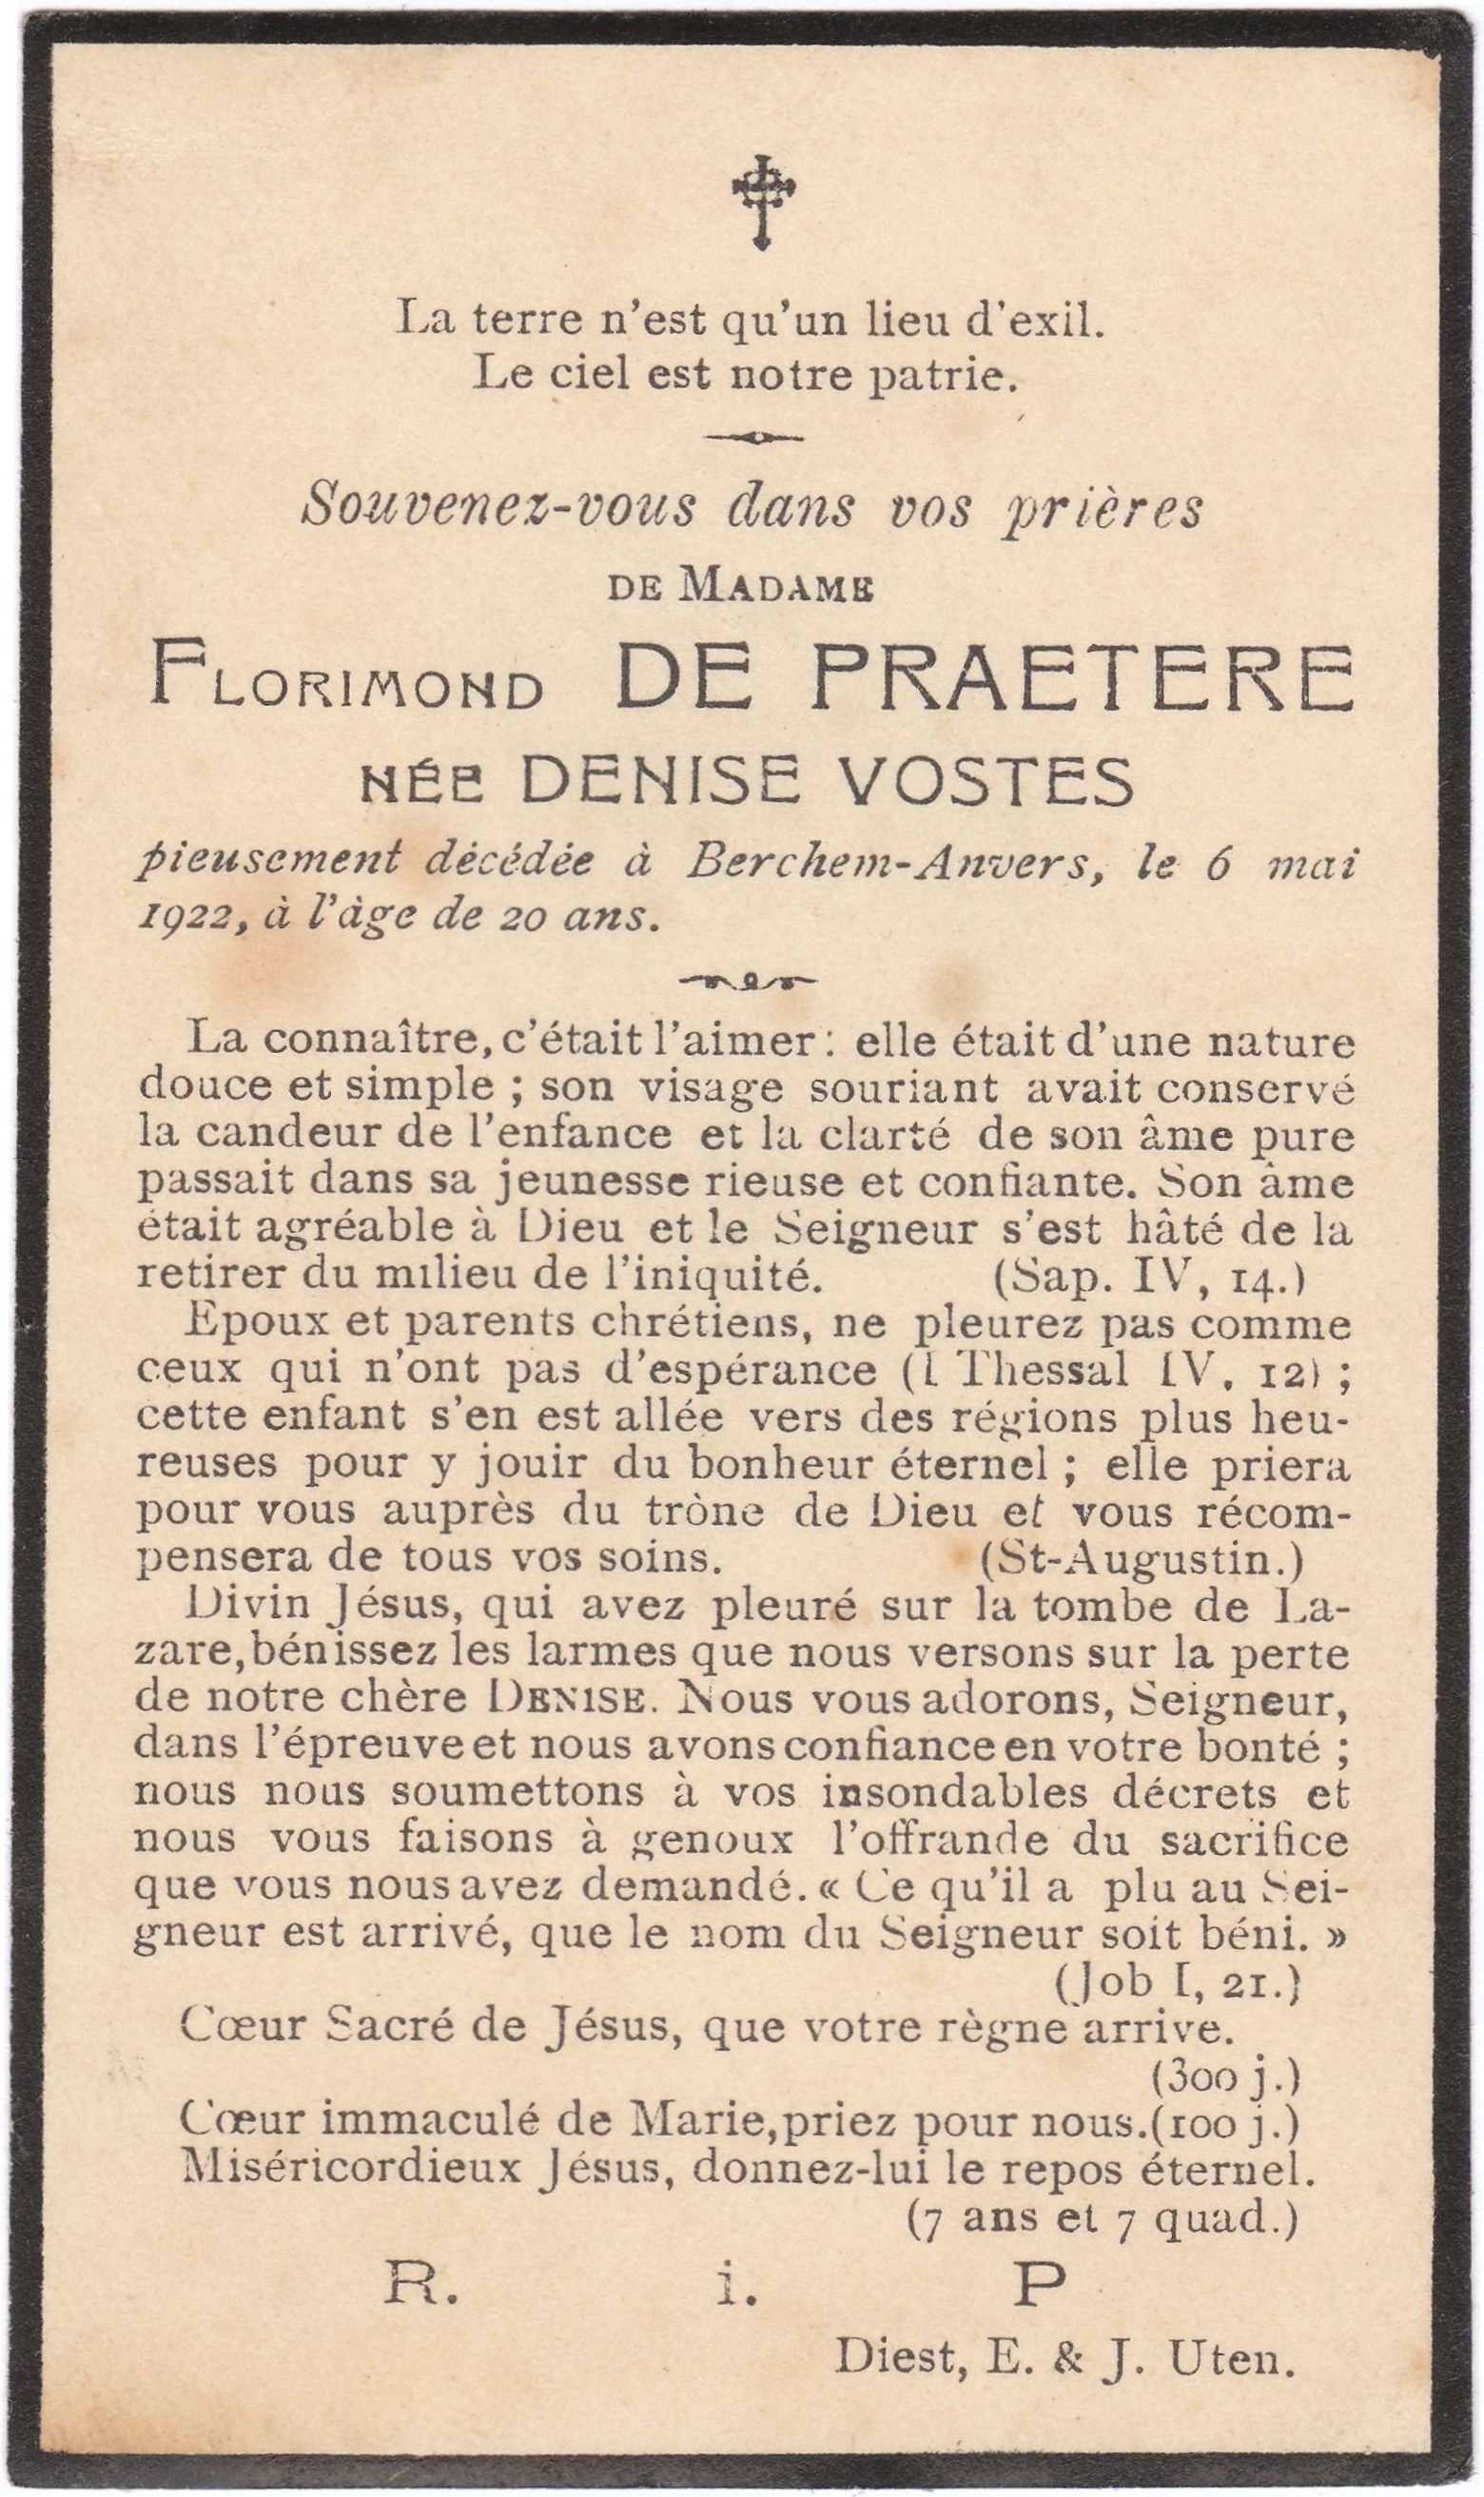 La terre n'est qu'un lieu d'exil.
Le ciel est notre patrie.
Souvenez-vous dans vos prières
DE MADAME
FLORIMOND DE PRAETERE
NÉE DENISE VOSTES
pieusement décédée à Berchem-Anvers, le 6 mai
1922, à l'âge de 20 ans.
La connaître, c'était l'aimer : elle était d'une nature
douce et simple ; son visage souriant avait conservé
la candeur de l'enfance et la clarté de son âme pure
passait dans sa jeunesse rieuse et confiante. Son âme
était agréable à Dieu et le Seigneur s'est hâté de la
retirer du milieu de l'iniquité. (Sap. IV, 14.)
Epoux et parents chrétiens, ne pleurez pas comme
ceux qui n'ont pas d'espérance (I Thessal IV, 12) ;
cette enfant s'en est allée vers des régions plus heu-
reuses pour y jouir du bonheur éternel ; elle priera
pour vous auprès du trône de Dieu et vous récom-
pensera de tous vos soins. (St-Augustin.)
Divin Jésus, qui avez pleuré sur la tombe de La-
zare, bénissez les larmes que nous versons sur la perte
de notre chère DENISE. Nous vous adorons, Seigneur,
dans l'épreuve et nous avons confiance en votre bonté ;
nous nous soumettons à vos insondables décrets et
nous vous faisons à genoux l'offrande du sacrifice
que vous nous avez demandé. « Ce qu'il a plu au Sei-
gneur est arrivé, que le nom du Seigneur soit béni. »
(Job I, 21.)
Cœur Sacré de Jésus, que votre règne arrive.
(300 j.)
Cœur immaculé de Marie, priez pour nous. (100 j.)
Miséricordieux Jésus, donnez-lui le repos éternel.
(7 ans et 7 quad.)
R. i. P
Diest, E. & J. Uten.